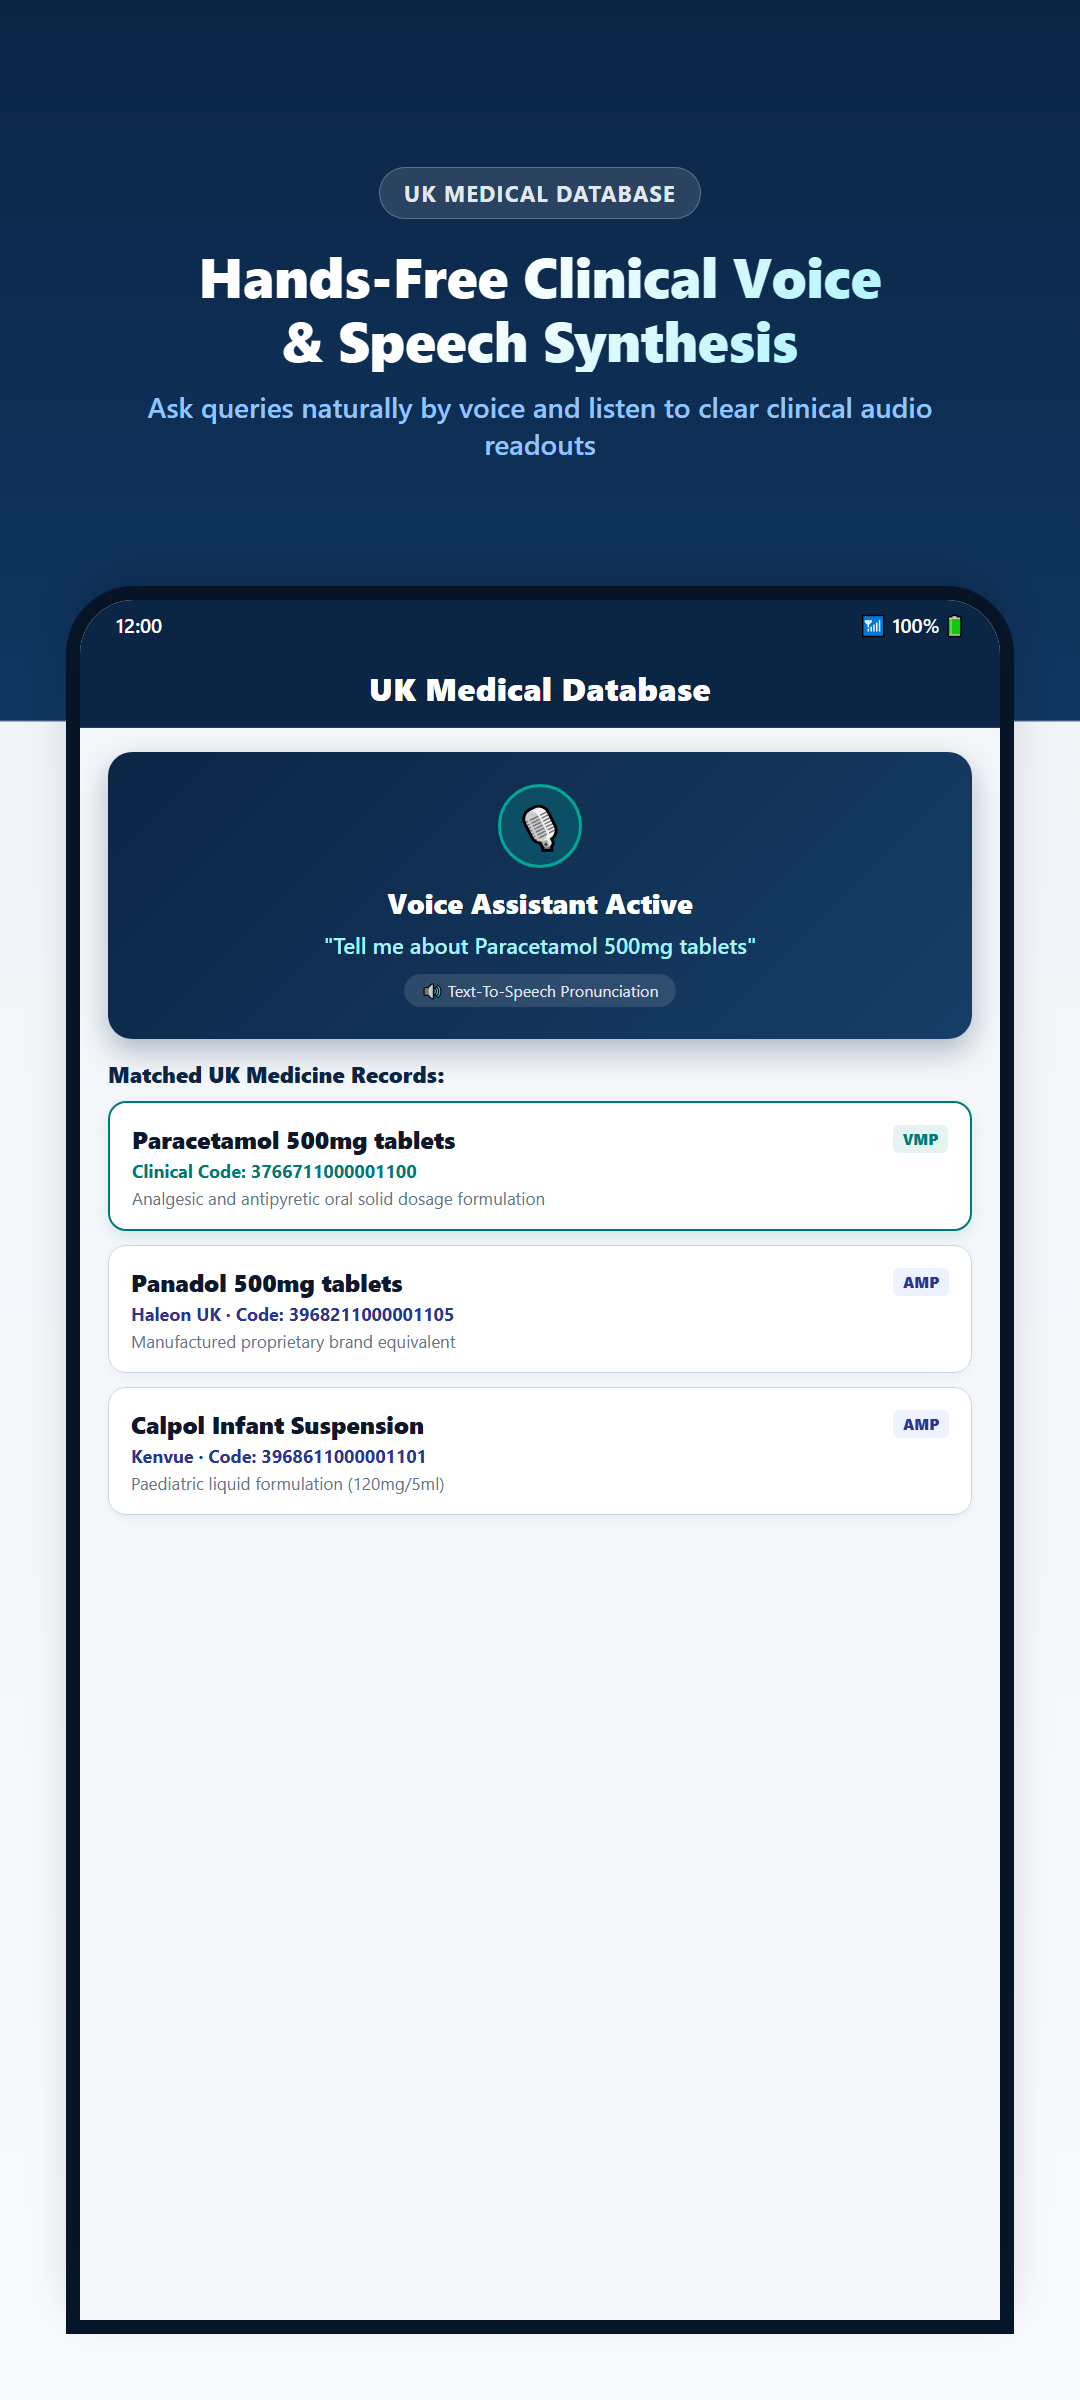 UK MEDICAL DATABASE
Hands-Free Clinical Voice
& Speech Synthesis
Ask queries naturally by voice and listen to clear clinical audio
readouts
12:00
100%
UK Medical Database
Voice Assistant Active
"Tell me about Paracetamol 500mg tablets"
Text-To-Speech Pronunciation
Matched UK Medicine Records:
Paracetamol 500mg tablets
VMP
Clinical Code: 3766711000001100
Analgesic and antipyretic oral solid dosage formulation
Panadol 500mg tablets
AMP
Haleon UK · Code: 3968211000001105
Manufactured proprietary brand equivalent
Calpol Infant Suspension
AMP
Kenvue · Code: 3968611000001101
Paediatric liquid formulation (120mg/5ml)